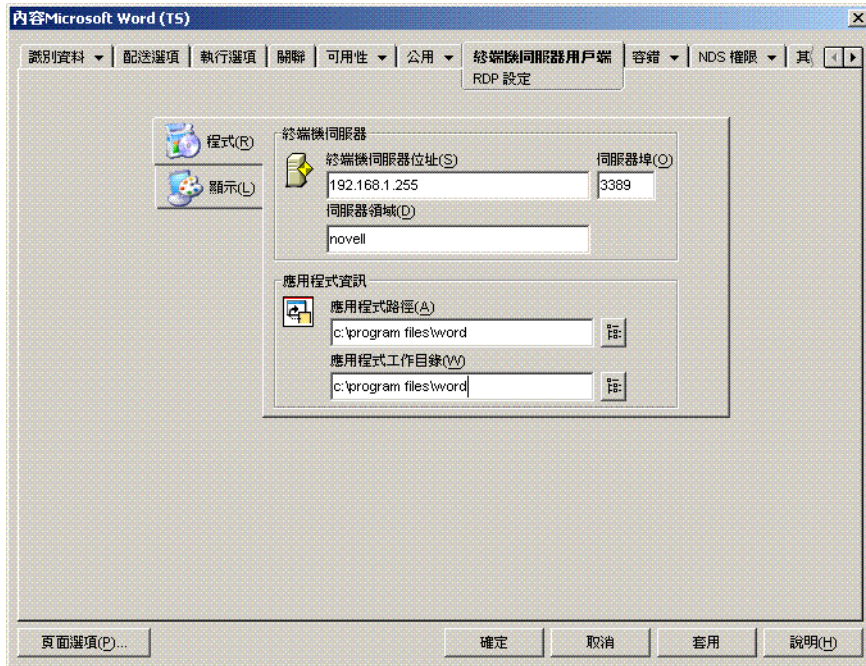 內容Microsoft Word (TS)
識別資料 配送選項 執行選項 關聯 可用性 公用 終端機伺服器用戶端 容錯 NDS 權限 其
RDP 設定
程式(R)
顯示(L)
終端機伺服器
終端機伺服器位址(S) 伺服器埠(O)
192.168.1.255 3389
伺服器領域(D)
novell
應用程式資訊
應用程式路徑(A)
c:\program files\word
應用程式工作目錄(W)
c:\program files\word
頁面選項(P)... 確定 取消 套用 說明(H)